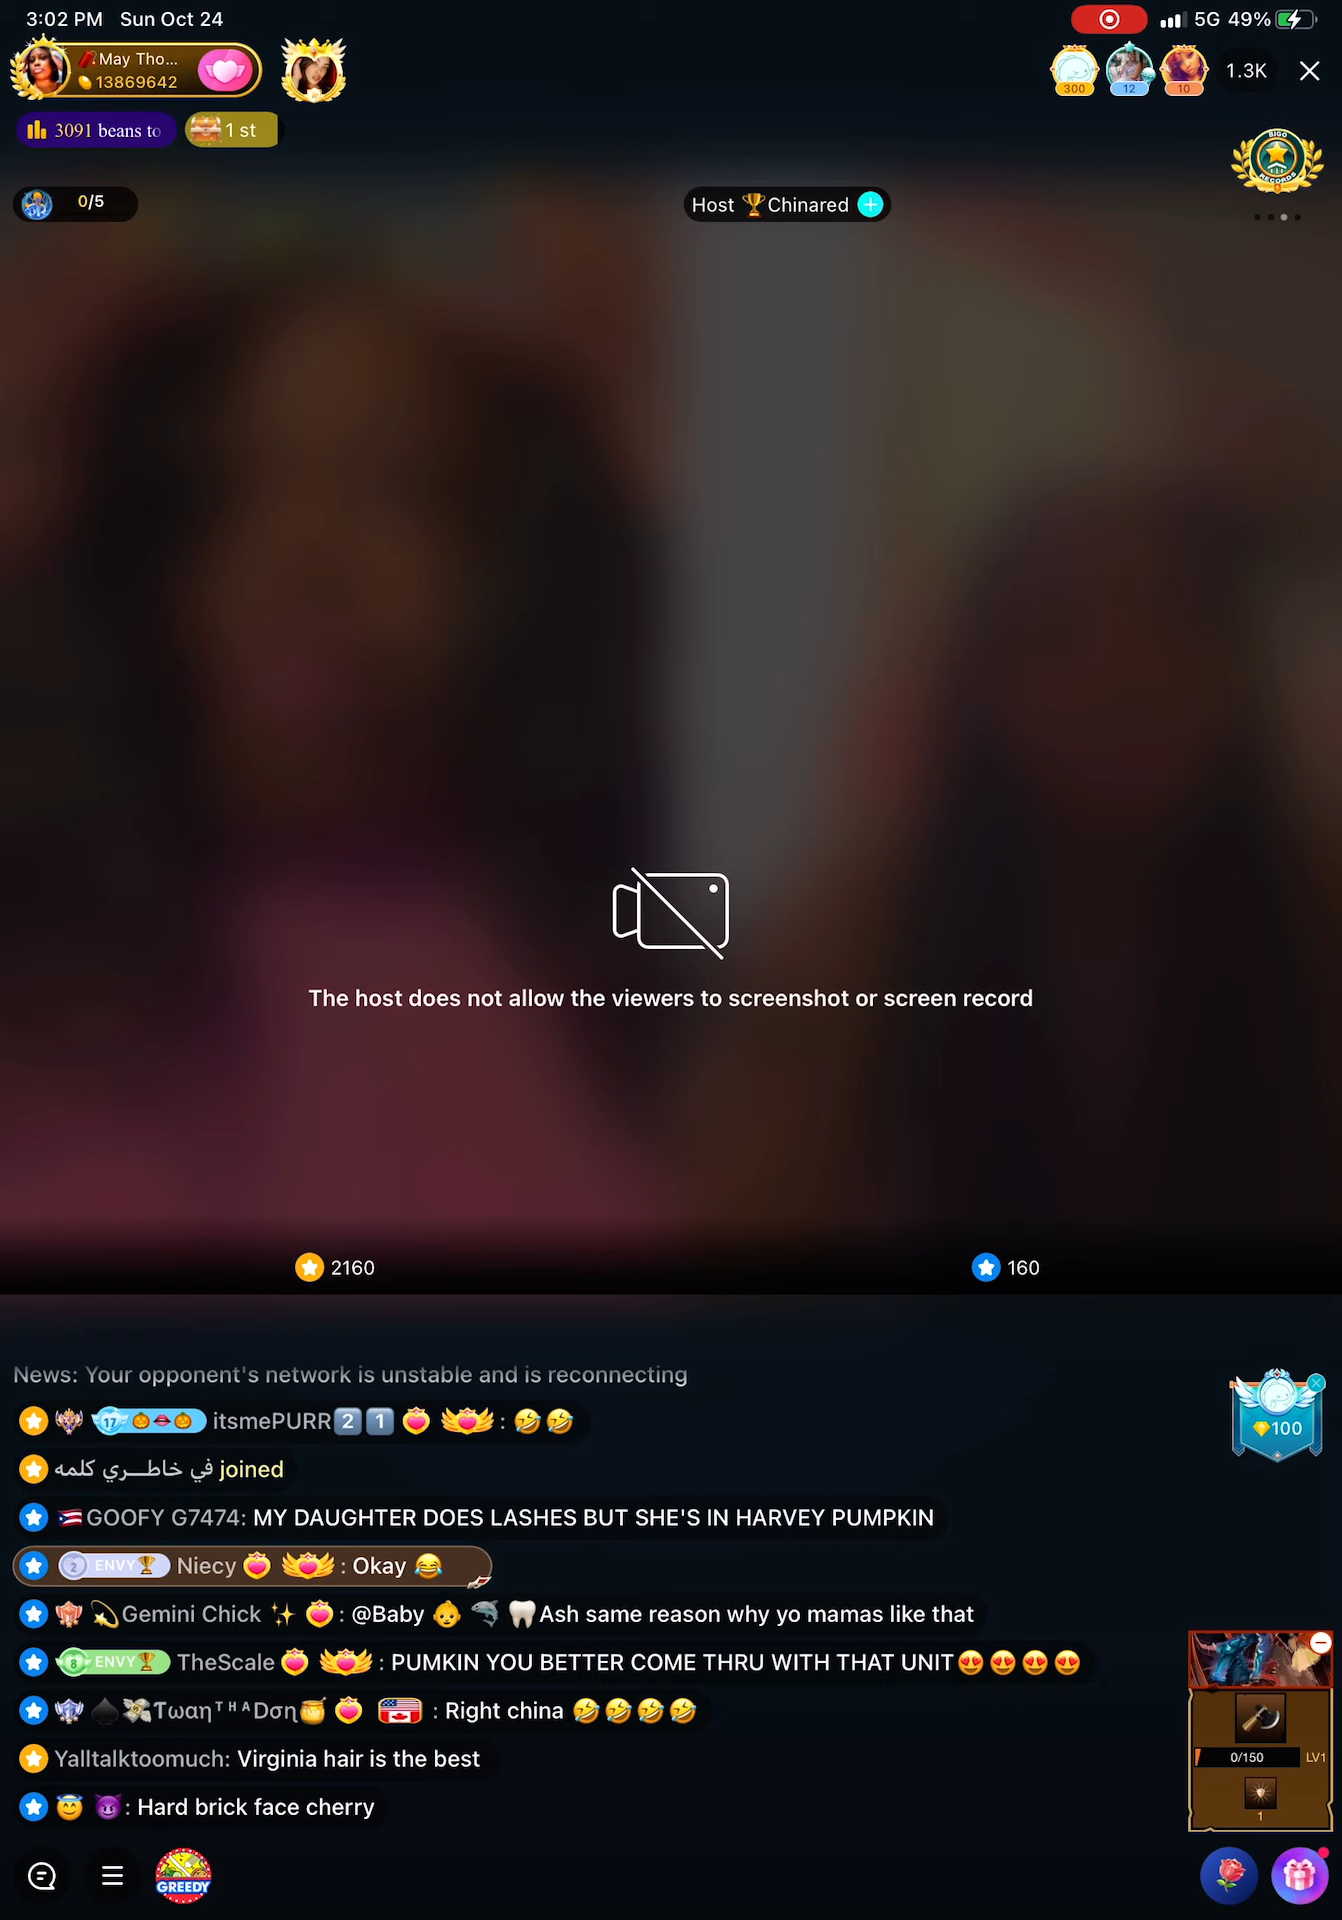 3:02 PM Sun Oct 24
5G 49%
May Tho...
13869642
300
12
10
1.3K
3091 beans to
1 st
BIGO
RECORDS
0/5
Host 🏆Chinared
The host does not allow the viewers to screenshot or screen record
2160
160
News: Your opponent's network is unstable and is reconnecting
17 🎃👄🎃 itsmePURR2️⃣1️⃣ : 🤣🤣
في خاطـــري كلمه joined
🇵🇷GOOFY G7474: MY DAUGHTER DOES LASHES BUT SHE'S IN HARVEY PUMPKIN
2 ENVY🏆 Niecy : Okay 😂
💫Gemini Chick ✨ : @Baby 👶 🦈 🦷Ash same reason why yo mamas like that
8 ENVY🏆 TheScale : PUMKIN YOU BETTER COME THRU WITH THAT UNIT😍😍😍😍
♠️💸TωαηᵀᴴᴬDση🍯 : Right china 🤣🤣🤣🤣
Yalltalktoomuch: Virginia hair is the best
😇 😈: Hard brick face cherry
100
0/150
LV1
1
GREEDY